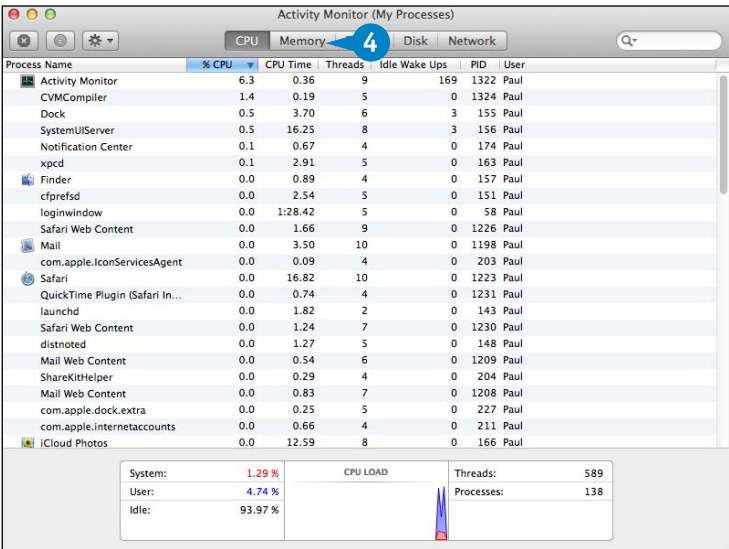 Activity Monitor (My Processes)
CPU Memory 4 Disk Network
Process Name % CPU CPU Time Threads Idle Wake Ups PID User
Activity Monitor 6.3 0.36 9 169 1322 Paul
CVMCompiler 1.4 0.19 5 0 1324 Paul
Dock 0.5 3.70 6 3 155 Paul
SystemUIServer 0.5 16.25 8 3 156 Paul
Notification Center 0.1 0.67 4 0 174 Paul
xpcd 0.1 2.91 5 0 163 Paul
Finder 0.0 0.89 4 0 157 Paul
cfprefsd 0.0 2.54 5 0 151 Paul
loginwindow 0.0 1:28.42 5 0 58 Paul
Safari Web Content 0.0 1.66 9 0 1226 Paul
Mail 0.0 3.50 10 0 1198 Paul
com.apple.IconServicesAgent 0.0 0.09 4 0 203 Paul
Safari 0.0 16.82 10 0 1223 Paul
QuickTime Plugin (Safari In... 0.0 0.74 4 0 1231 Paul
launchd 0.0 1.82 2 0 143 Paul
Safari Web Content 0.0 1.24 7 0 1230 Paul
distnoted 0.0 1.27 5 0 148 Paul
Mail Web Content 0.0 0.54 6 0 1209 Paul
ShareKitHelper 0.0 0.29 4 0 204 Paul
Mail Web Content 0.0 0.83 7 0 1208 Paul
com.apple.dock.extra 0.0 0.25 5 0 227 Paul
com.apple.internetaccounts 0.0 0.66 4 0 211 Paul
iCloud Photos 0.0 12.59 8 0 166 Paul
System: 1.29 % CPU LOAD Threads: 589
User: 4.74 % Processes: 138
Idle: 93.97 %